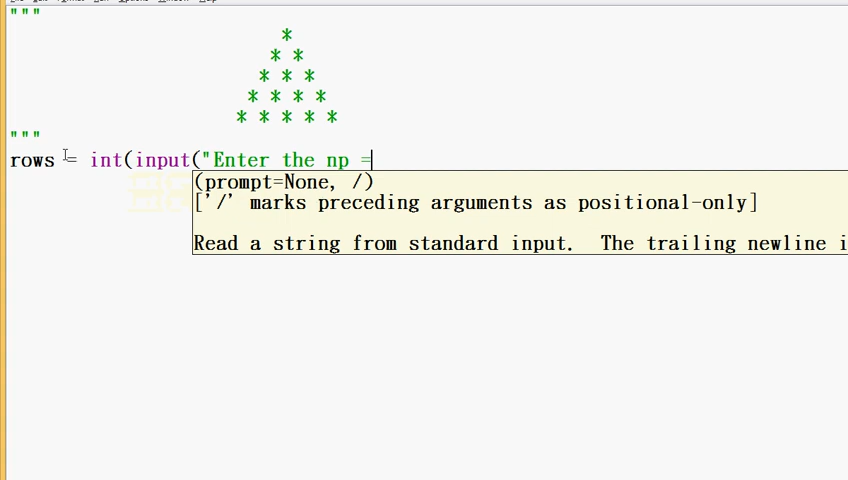 """
*
* *
* * *
* * * *
* * * * *
"""
rows = int(input("Enter the np =
(prompt=None, /)
['/' marks preceding arguments as positional-only]
Read a string from standard input. The trailing newline i